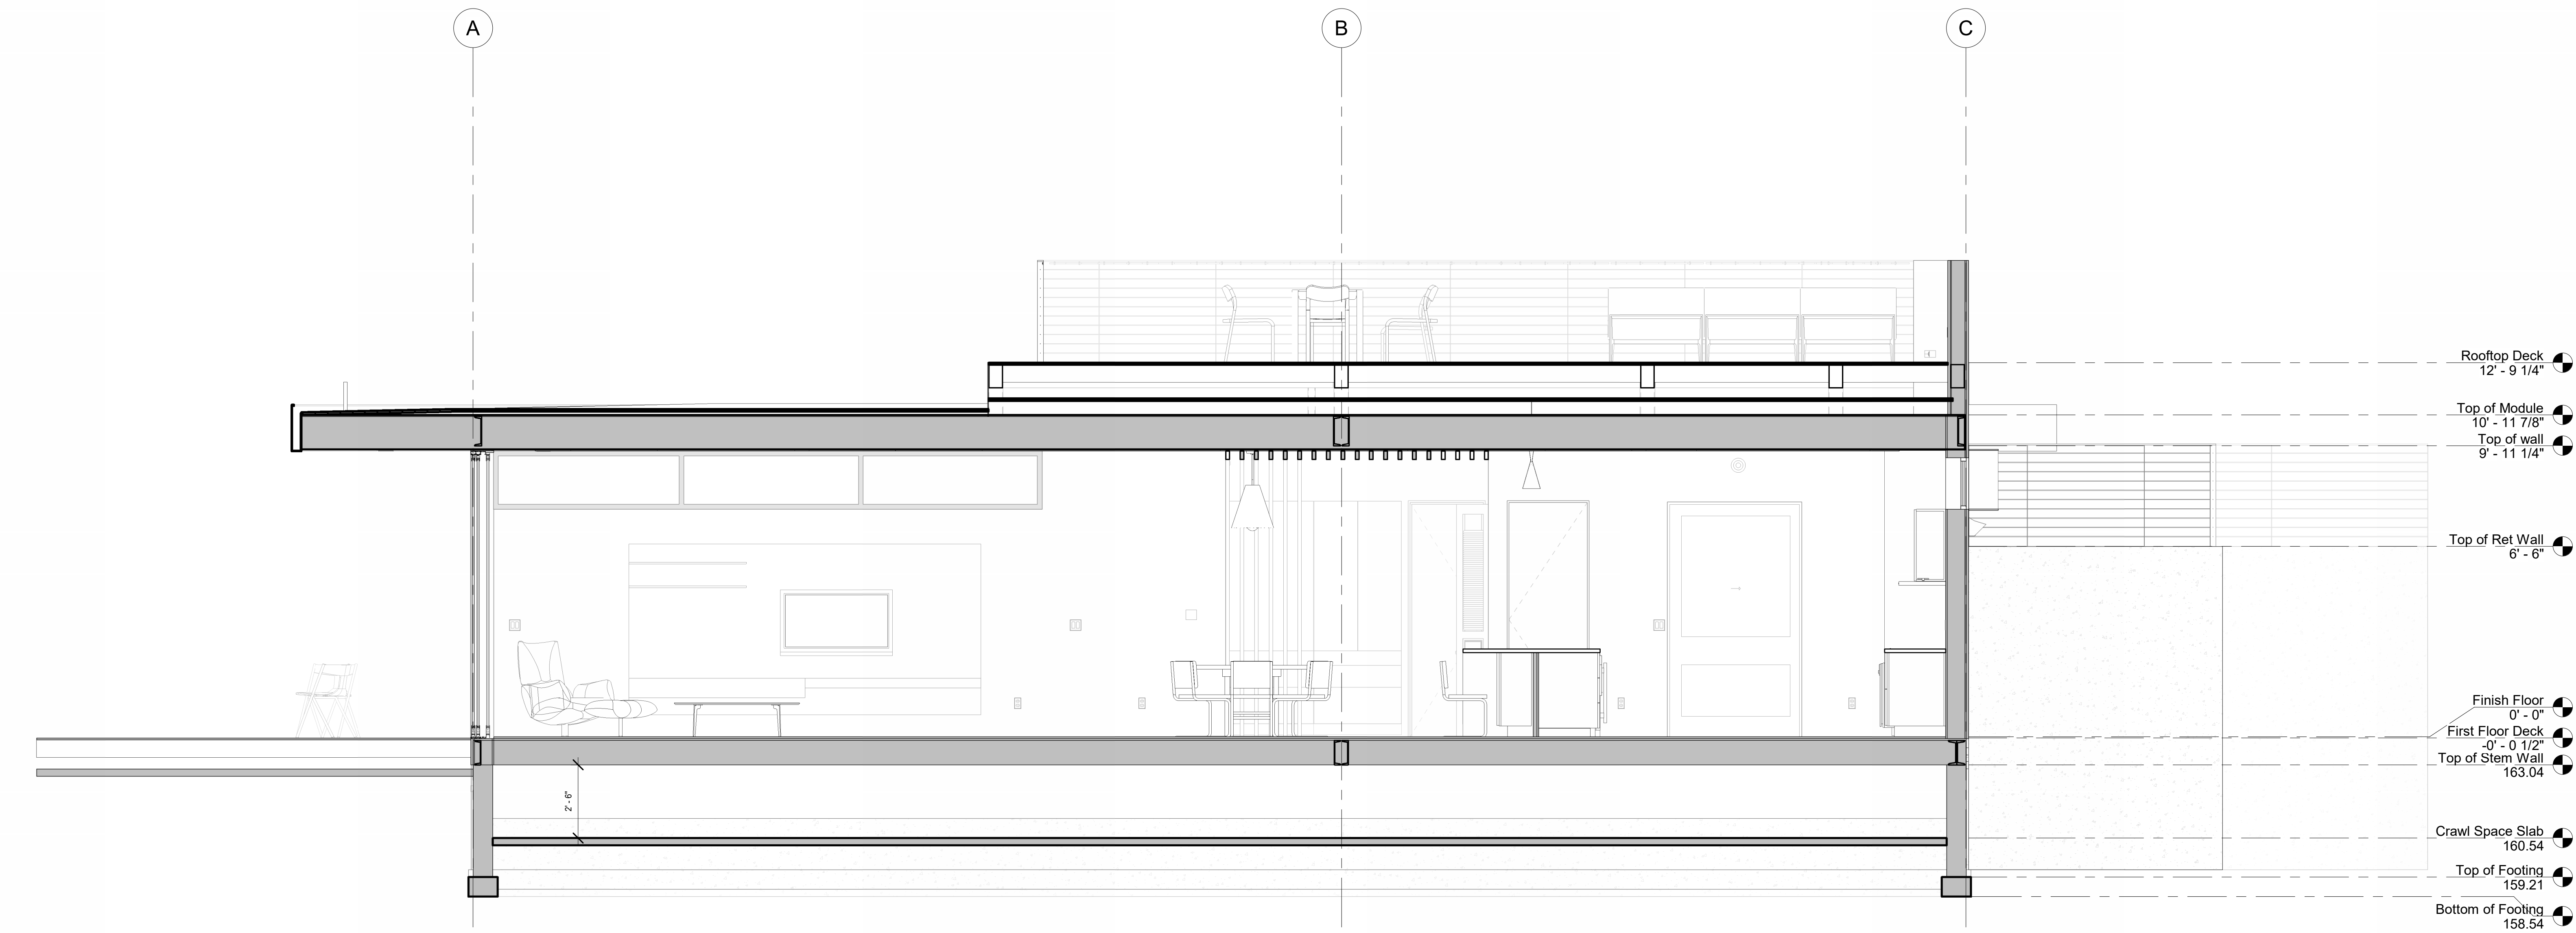 A
B
C
Rooftop Deck
12' - 9 1/4"
Top of Module
10' - 11 7/8"
Top of wall
9' - 11 1/4"
Top of Ret Wall
6' - 6"
Finish Floor
0' - 0"
First Floor Deck
-0' - 0 1/2"
Top of Stem Wall
163.04
2' - 6"
Crawl Space Slab
160.54
Top of Footing
159.21
Bottom of Footing
158.54